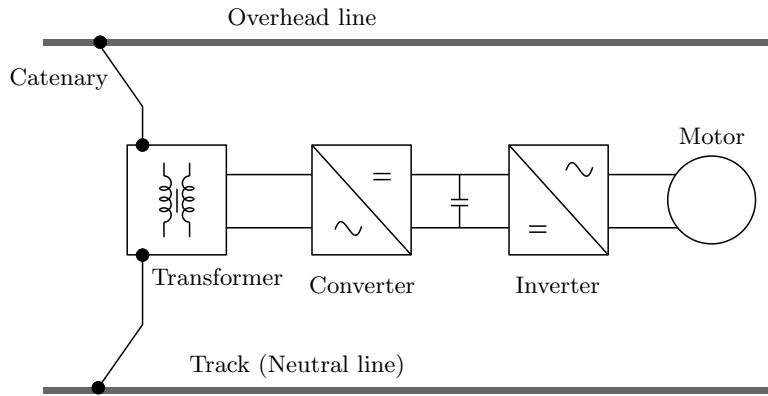 Overhead line
Catenary
Motor
Transformer
Converter
Inverter
Track (Neutral line)